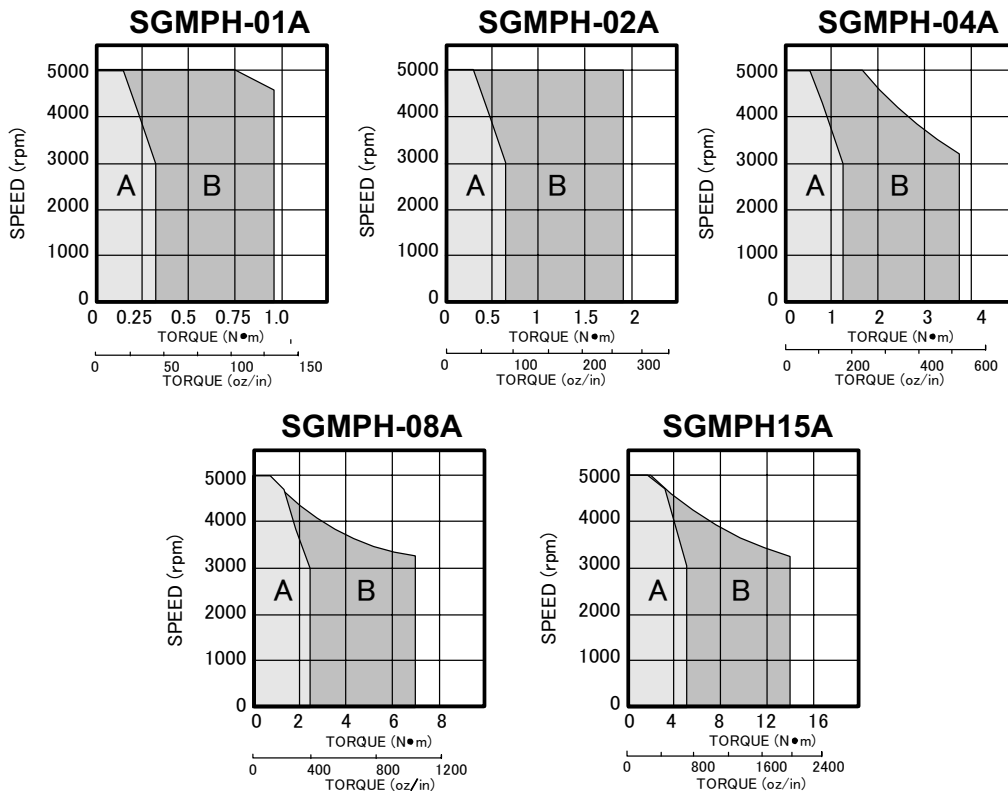 SGMPH-01A
5000
4000
3000
2000
1000
0
SPEED (rpm)
A
B
0 0.25 0.5 0.75 1.0
TORQUE (N•m)
0 50 100 150
TORQUE (oz/in)
SGMPH-02A
5000
4000
3000
2000
1000
0
SPEED (rpm)
A
B
0 0.5 1 1.5 2
TORQUE (N•m)
0 100 200 300
TORQUE (oz/in)
SGMPH-04A
5000
4000
3000
2000
1000
0
SPEED (rpm)
A
B
0 1 2 3 4
TORQUE (N•m)
0 200 400 600
TORQUE (oz/in)
SGMPH-08A
5000
4000
3000
2000
1000
0
SPEED (rpm)
A
B
0 2 4 6 8
TORQUE (N•m)
0 400 800 1200
TORQUE (oz/in)
SGMPH15A
5000
4000
3000
2000
1000
0
SPEED (rpm)
A
B
0 4 8 12 16
TORQUE (N•m)
0 800 1600 2400
TORQUE (oz/in)